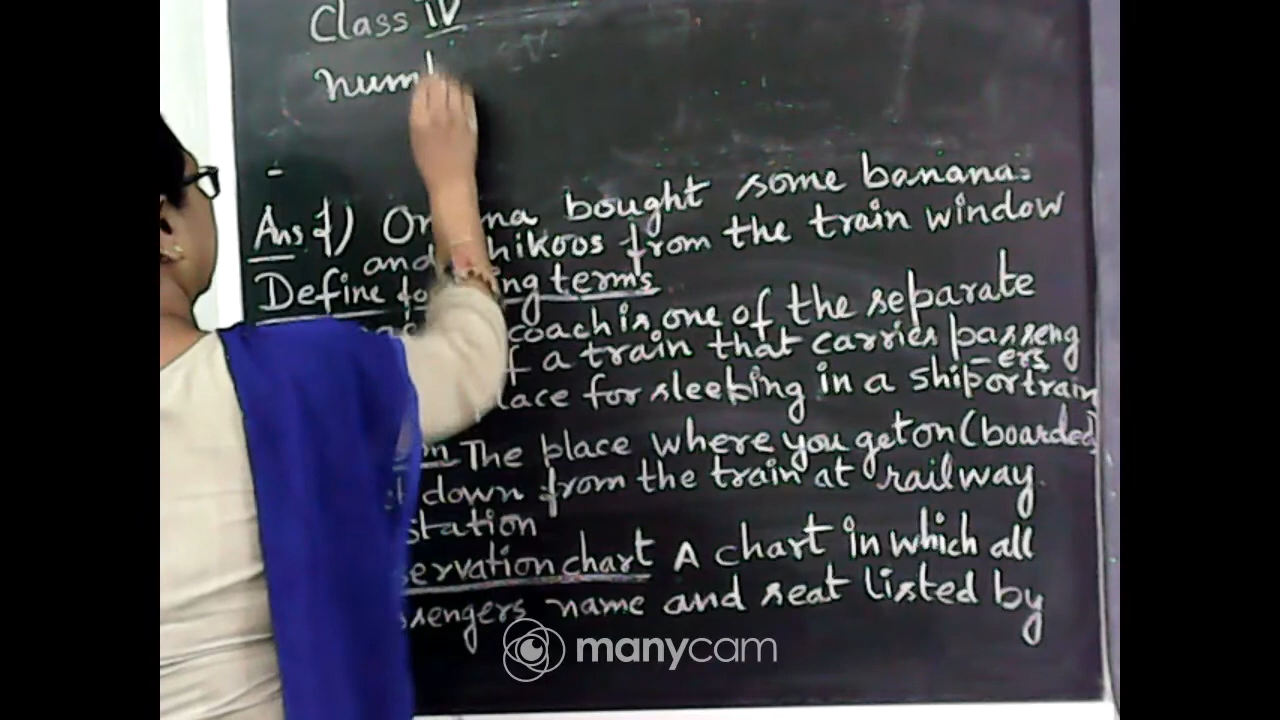 Class IV
num
Ans 1) On na bought some banana
and hikoos from the train window
Define fo ing terms
coach is one of the separate
f a train that carries passeng
-ers
lace for sleeping in a ship or train
m The place where you get on (boarded)
down from the train at railway
station
servation chart A chart in which all
ssengers name and seat listed by
manycam